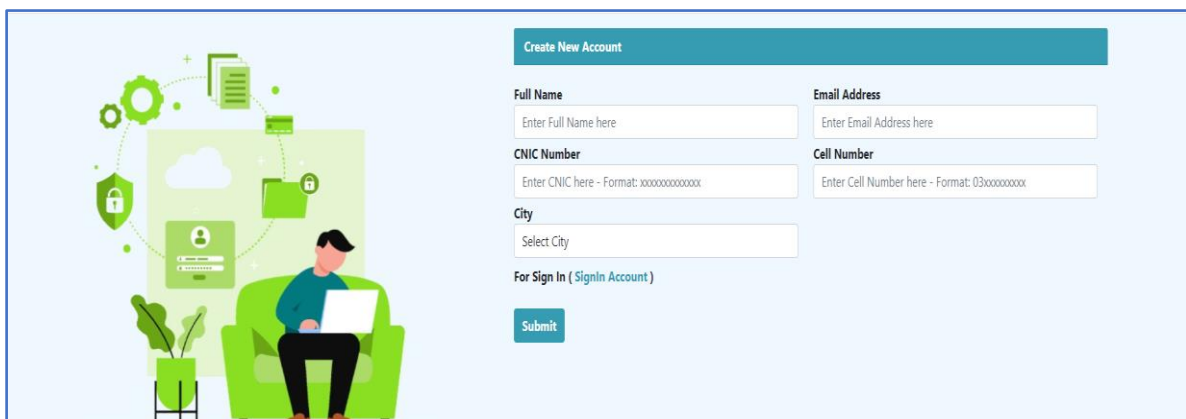 Create New Account
Full Name
Enter Full Name here
Email Address
Enter Email Address here
CNIC Number
Enter CNIC here - Format: xxxxxxxxxxxxx
Cell Number
Enter Cell Number here - Format: 03xxxxxxxxx
City
Select City
For Sign In ( SignIn Account )
Submit